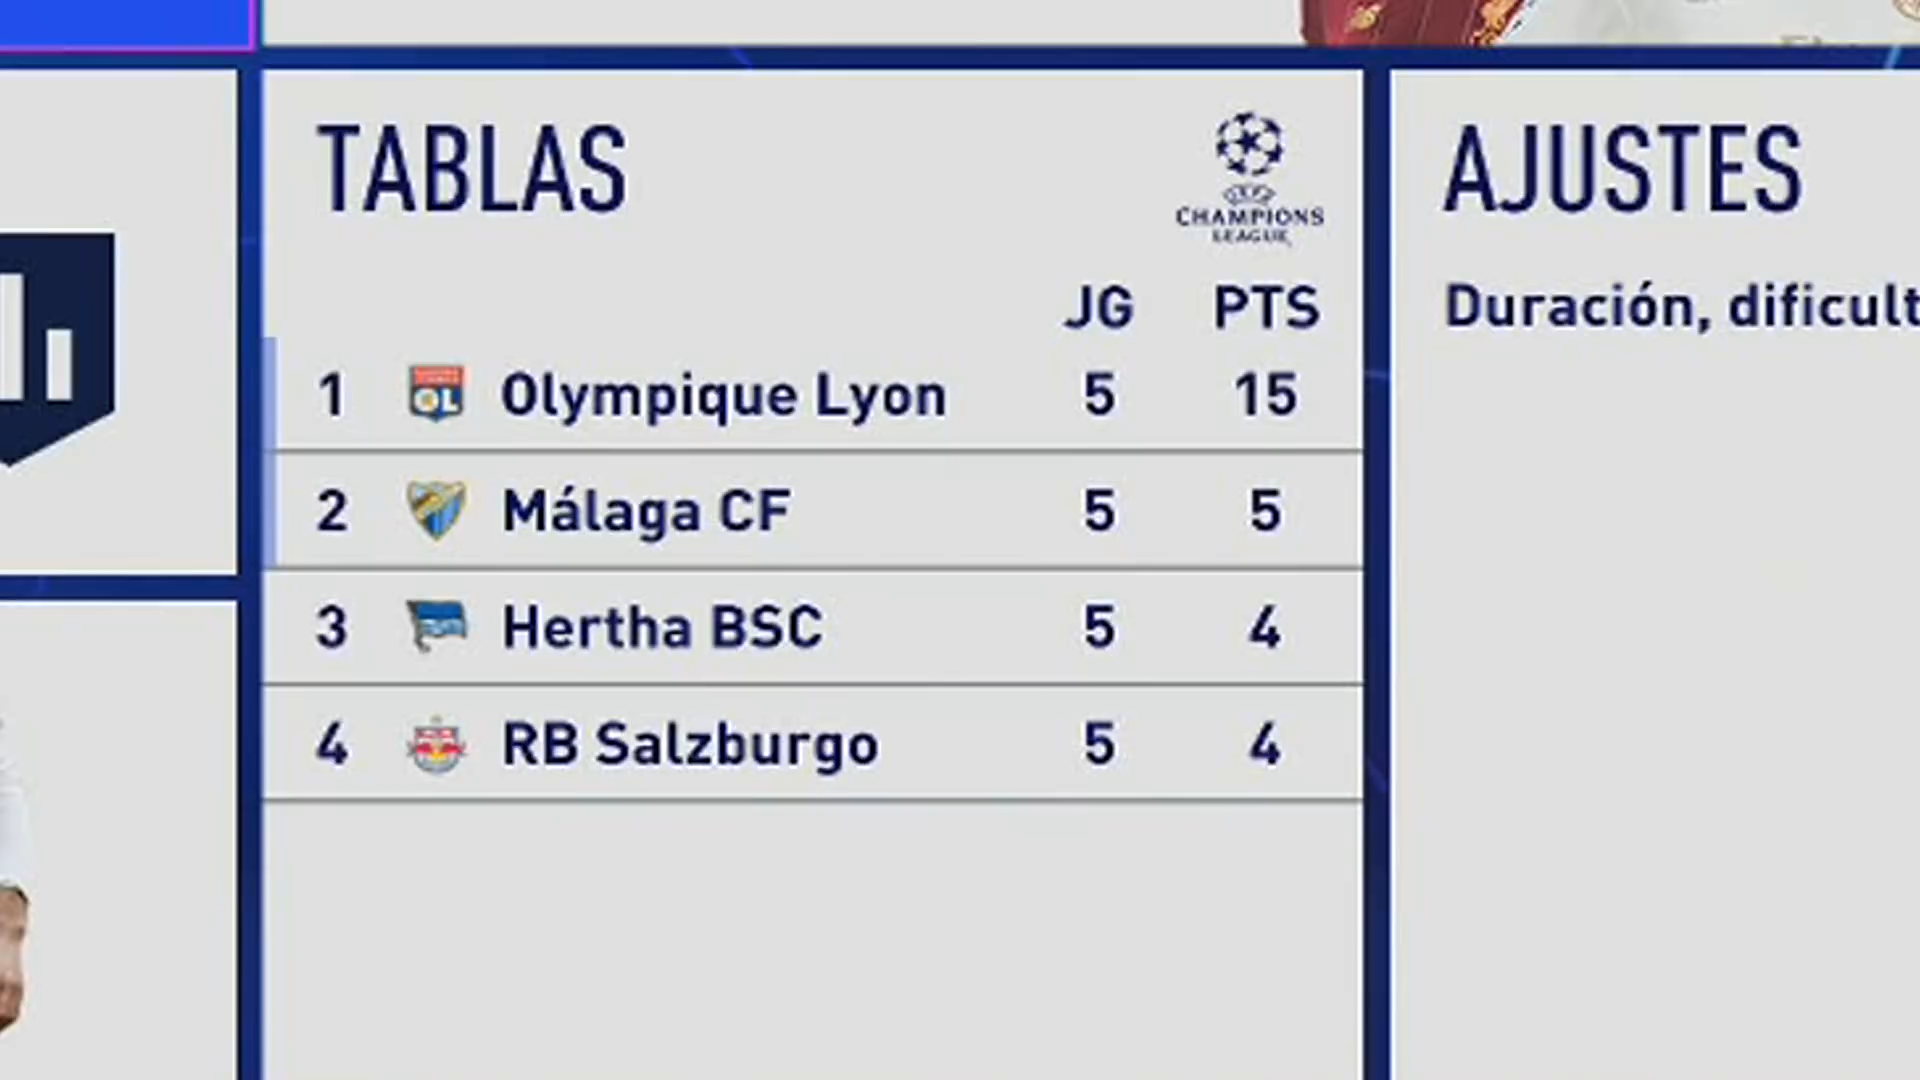 TABLAS
UEFA
CHAMPIONS
LEAGUE
JG PTS
1 Olympique Lyon 5 15
2 Málaga CF 5 5
3 Hertha BSC 5 4
4 RB Salzburgo 5 4
AJUSTES
Duración, dificult